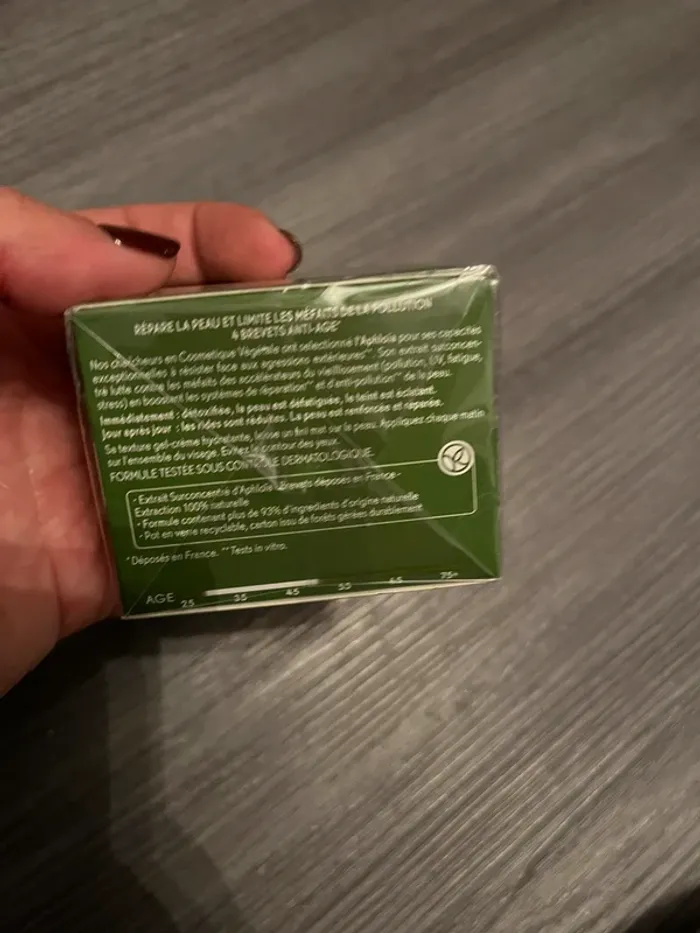 RÉPARE LA PEAU ET LIMITE LES MÉFAITS DE LA POLLUTION
4 BREVETS ANTI-AGE*
Nos chercheurs en Cosmétique Végétale ont sélectionné l'Aphloia pour ses capacités
exceptionnelles à résister face aux agressions extérieures**. Son extrait surconcen-
tré lutte contre les méfaits des accélérateurs du vieillissement (pollution, UV, fatigue,
stress) en boostant les systèmes de réparation** et d'anti-pollution** de la peau.
Immédiatement : détoxifiée, la peau est défatiguée, le teint est éclatant.
Jour après jour : les rides sont réduites. La peau est renforcée et réparée.
Sa texture gel-crème hydratante, laisse un fini mat sur la peau. Appliquez chaque matin
sur l'ensemble du visage. Evitez le contour des yeux.
FORMULE TESTÉE SOUS CONTRÔLE DERMATOLOGIQUE.
• Extrait Surconcentré d'Aphloia : Brevets déposés en France •
Extraction 100% naturelle
• Formule contenant plus de 93% d'ingrédients d'origine naturelle
• Pot en verre recyclable, carton issu de forêts gérées durablement
*Déposés en France. **Tests in vitro.
AGE 25 35 45 55 65 75+